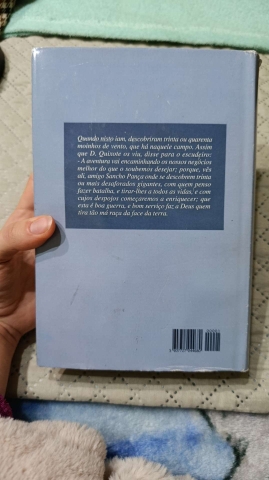 Quando nisto iam, descobriram trinta ou quarenta
moinhos de vento, que há naquele campo. Assim
que D. Quixote os viu, disse para o escudeiro:
- A aventura vai encaminhando os nossos negócios
melhor do que o soubemos desejar; porque, vês
ali, amigo Sancho Pança onde se descobrem trinta
ou mais desaforados gigantes, com quem penso
fazer batalha, e tirar-lhes a todos as vidas, e com
cujos despojos começaremos a enriquecer; que
esta é boa guerra, e bom serviço faz a Deus quem
tira tão má raça da face da terra.